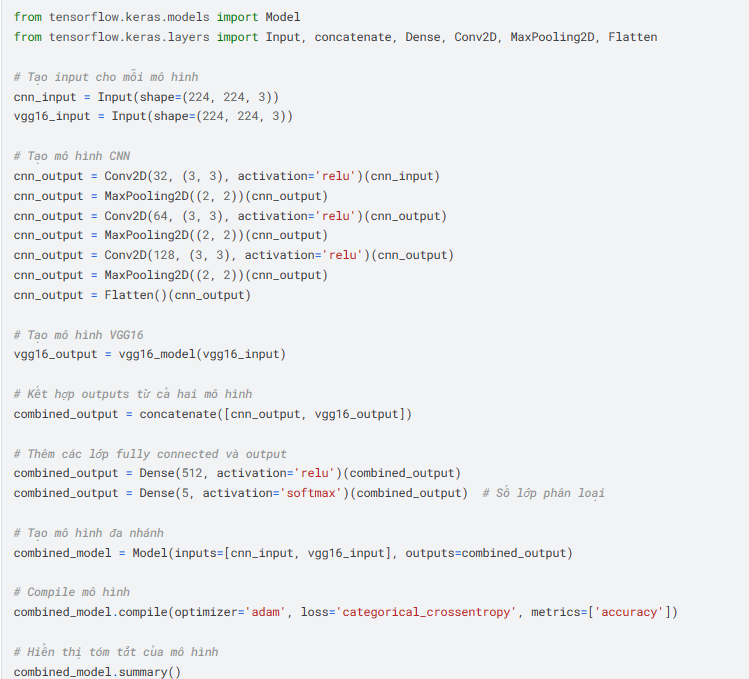 from tensorflow.keras.models import Model
from tensorflow.keras.layers import Input, concatenate, Dense, Conv2D, MaxPooling2D, Flatten
# Tạo input cho mỗi mô hình
cnn_input = Input(shape=(224, 224, 3))
vgg16_input = Input(shape=(224, 224, 3))
# Tạo mô hình CNN
cnn_output = Conv2D(32, (3, 3), activation='relu')(cnn_input)
cnn_output = MaxPooling2D((2, 2))(cnn_output)
cnn_output = Conv2D(64, (3, 3), activation='relu')(cnn_output)
cnn_output = MaxPooling2D((2, 2))(cnn_output)
cnn_output = Conv2D(128, (3, 3), activation='relu')(cnn_output)
cnn_output = MaxPooling2D((2, 2))(cnn_output)
cnn_output = Flatten()(cnn_output)
# Tạo mô hình VGG16
vgg16_output = vgg16_model(vgg16_input)
# Kết hợp outputs từ cả hai mô hình
combined_output = concatenate([cnn_output, vgg16_output])
# Thêm các lớp fully connected và output
combined_output = Dense(512, activation='relu')(combined_output)
combined_output = Dense(5, activation='softmax')(combined_output)  # Số lớp phân loại
# Tạo mô hình đa nhánh
combined_model = Model(inputs=[cnn_input, vgg16_input], outputs=combined_output)
# Compile mô hình
combined_model.compile(optimizer='adam', loss='categorical_crossentropy', metrics=['accuracy'])
# Hiển thị tóm tắt của mô hình
combined_model.summary()